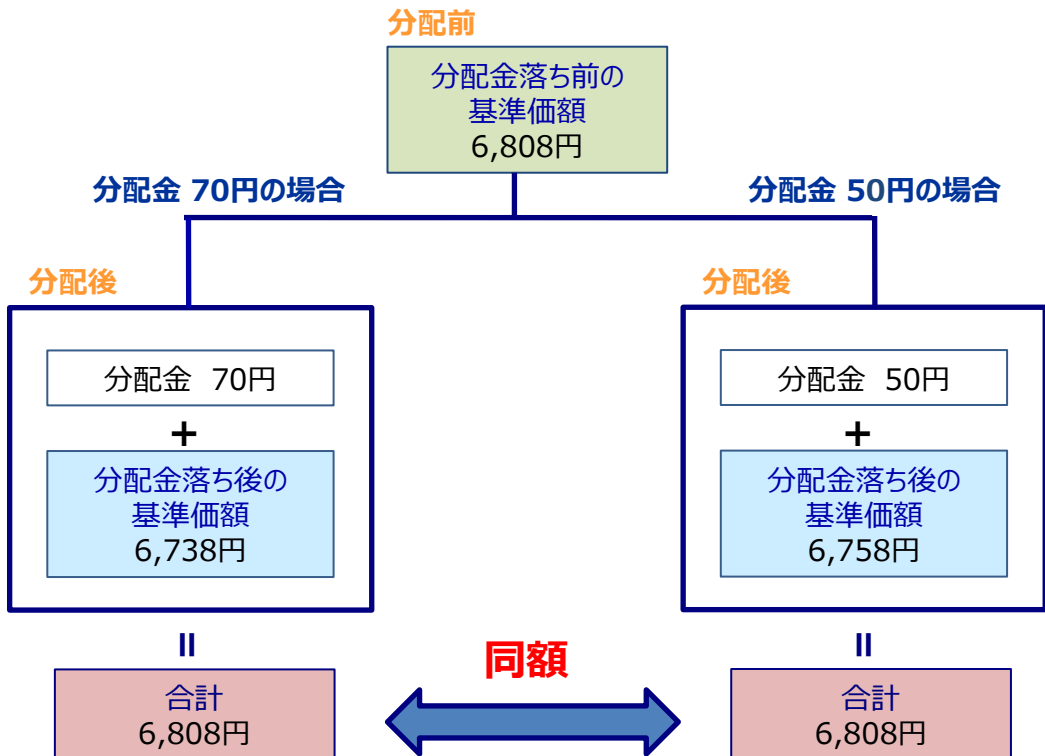 分配前
分配金落ち前の
基準価額
6,808円
分配金 70円の場合
分配金 50円の場合
分配後
分配金 70円
+
分配金落ち後の
基準価額
6,738円
=
合計
6,808円
分配後
分配金 50円
+
分配金落ち後の
基準価額
6,758円
=
合計
6,808円
同額